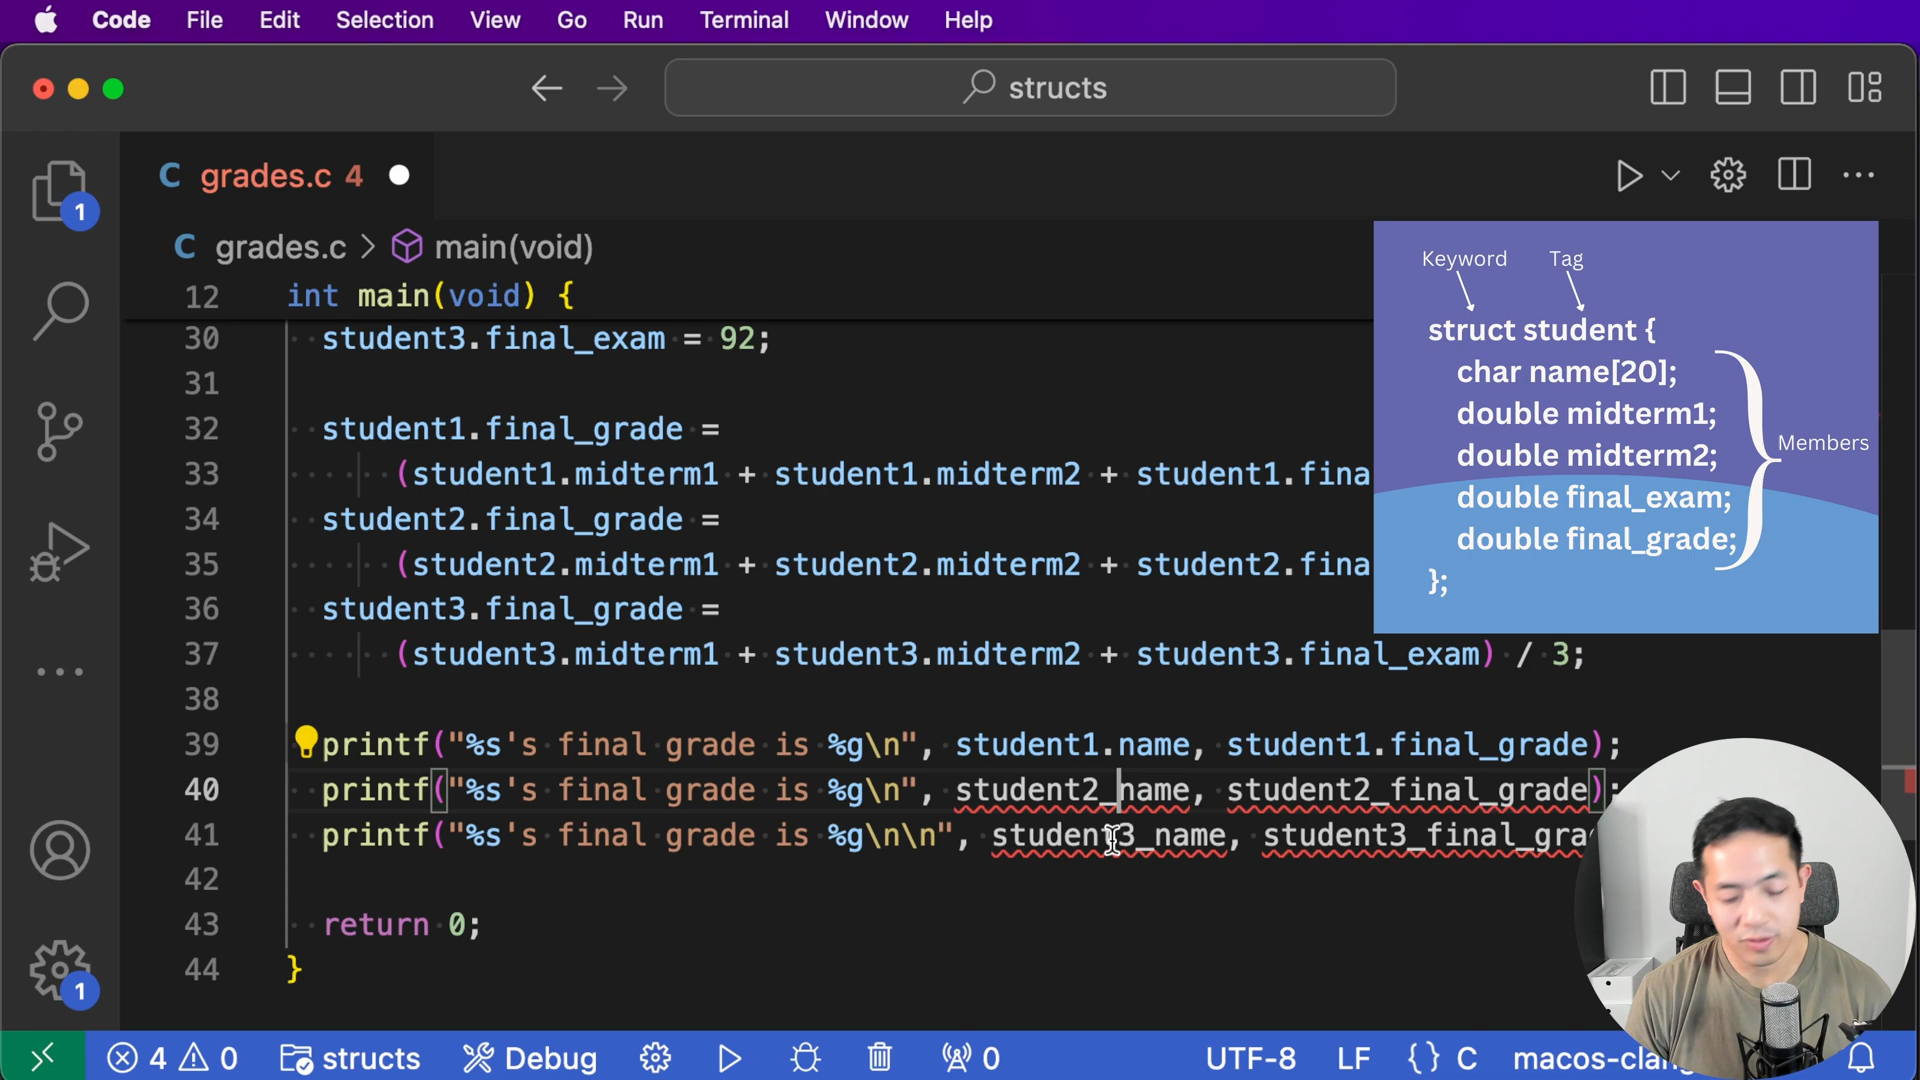 Code File Edit Selection View Go Run Terminal Window Help
structs
C grades.c 4
C grades.c > main(void)
12 int main(void) {
30 student3.final_exam = 92;
31
32 student1.final_grade =
33 (student1.midterm1 + student1.midterm2 + student1.fina
34 student2.final_grade =
35 (student2.midterm1 + student2.midterm2 + student2.fina
36 student3.final_grade =
37 (student3.midterm1 + student3.midterm2 + student3.final_exam) / 3;
38
39 printf("%s's final grade is %g\n", student1.name, student1.final_grade);
40 printf("%s's final grade is %g\n", student2_name, student2_final_grade);
41 printf("%s's final grade is %g\n\n", student3_name, student3_final_gra
42
43 return 0;
44 }
Keyword Tag
struct student {
char name[20];
double midterm1;
double midterm2;
double final_exam;
double final_grade;
};
Members
1
1
4 0 structs Debug 0 UTF-8 LF {} C macos-clan